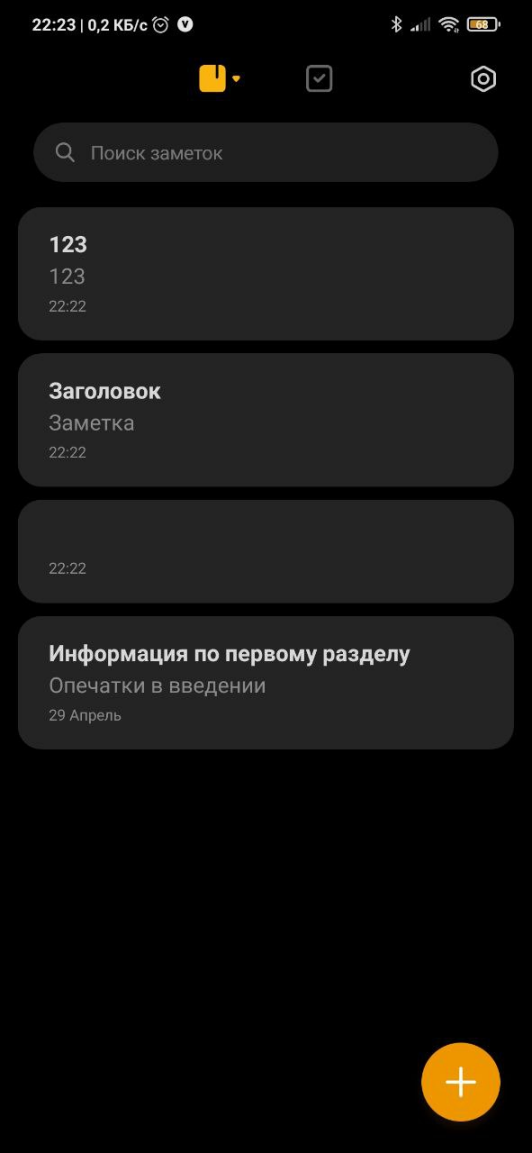 22:23 | 0,2 КБ/с V 68
Поиск заметок
123
123
22:22
Заголовок
Заметка
22:22
22:22
Информация по первому разделу
Опечатки в введении
29 Апрель